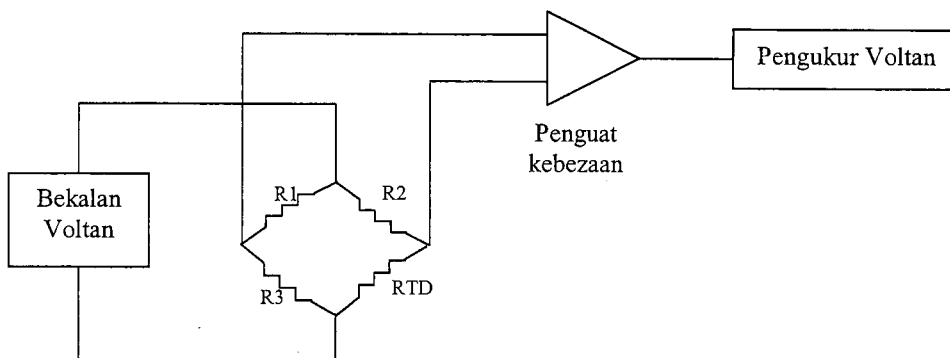 Pengukur Voltan
Penguat
kebezaan
Bekalan
Voltan
R1
R2
R3
RTD